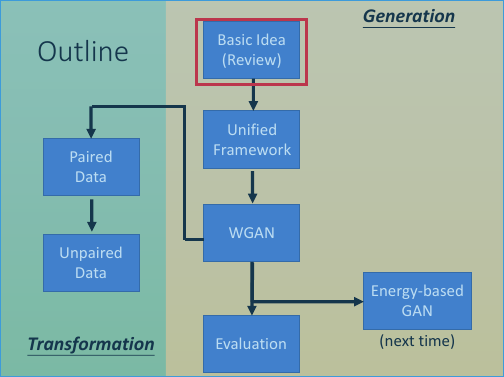 Outline
Generation
Basic Idea
(Review)
Unified
Framework
Paired
Data
WGAN
Unpaired
Data
Energy-based
GAN
(next time)
Evaluation
Transformation